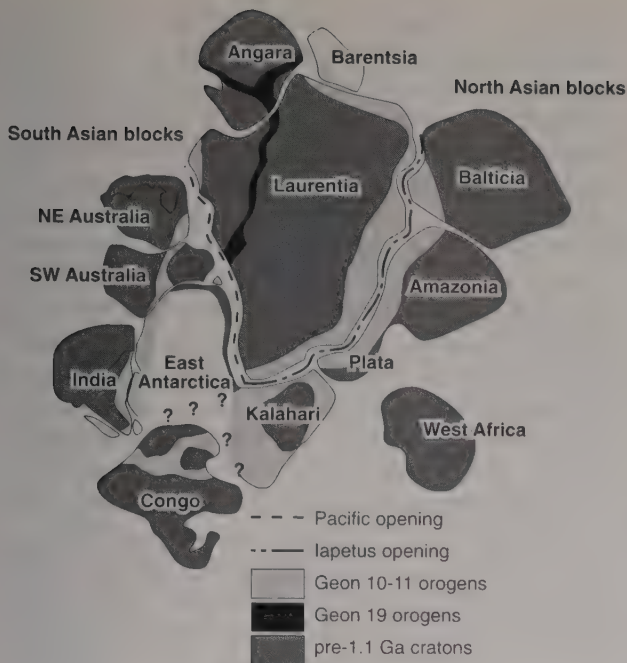 Angara
Barentsia
North Asian blocks
South Asian blocks
Laurentia
Balticia
NE Australia
SW Australia
Amazonia
East
Antarctica
India
Plata
Kalahari
? ? ?
?
?
West Africa
Congo
Pacific opening
Iapetus opening
Geon 10-11 orogens
Geon 19 orogens
pre-1.1 Ga cratons